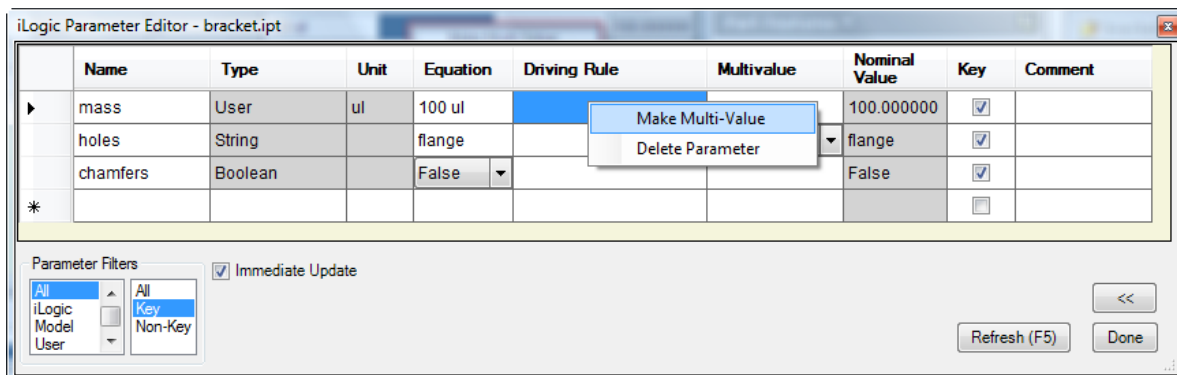 iLogic Parameter Editor - bracket.ipt
Name Type Unit Equation Driving Rule Multivalue Nominal Value Key Comment
mass User ul 100 ul 100.000000
Make Multi-Value
holes String flange flange
Delete Parameter
chamfers Boolean False False
Parameter Filters
Immediate Update
All All
iLogic Key
Model Non-Key
User
<<
Refresh (F5) Done